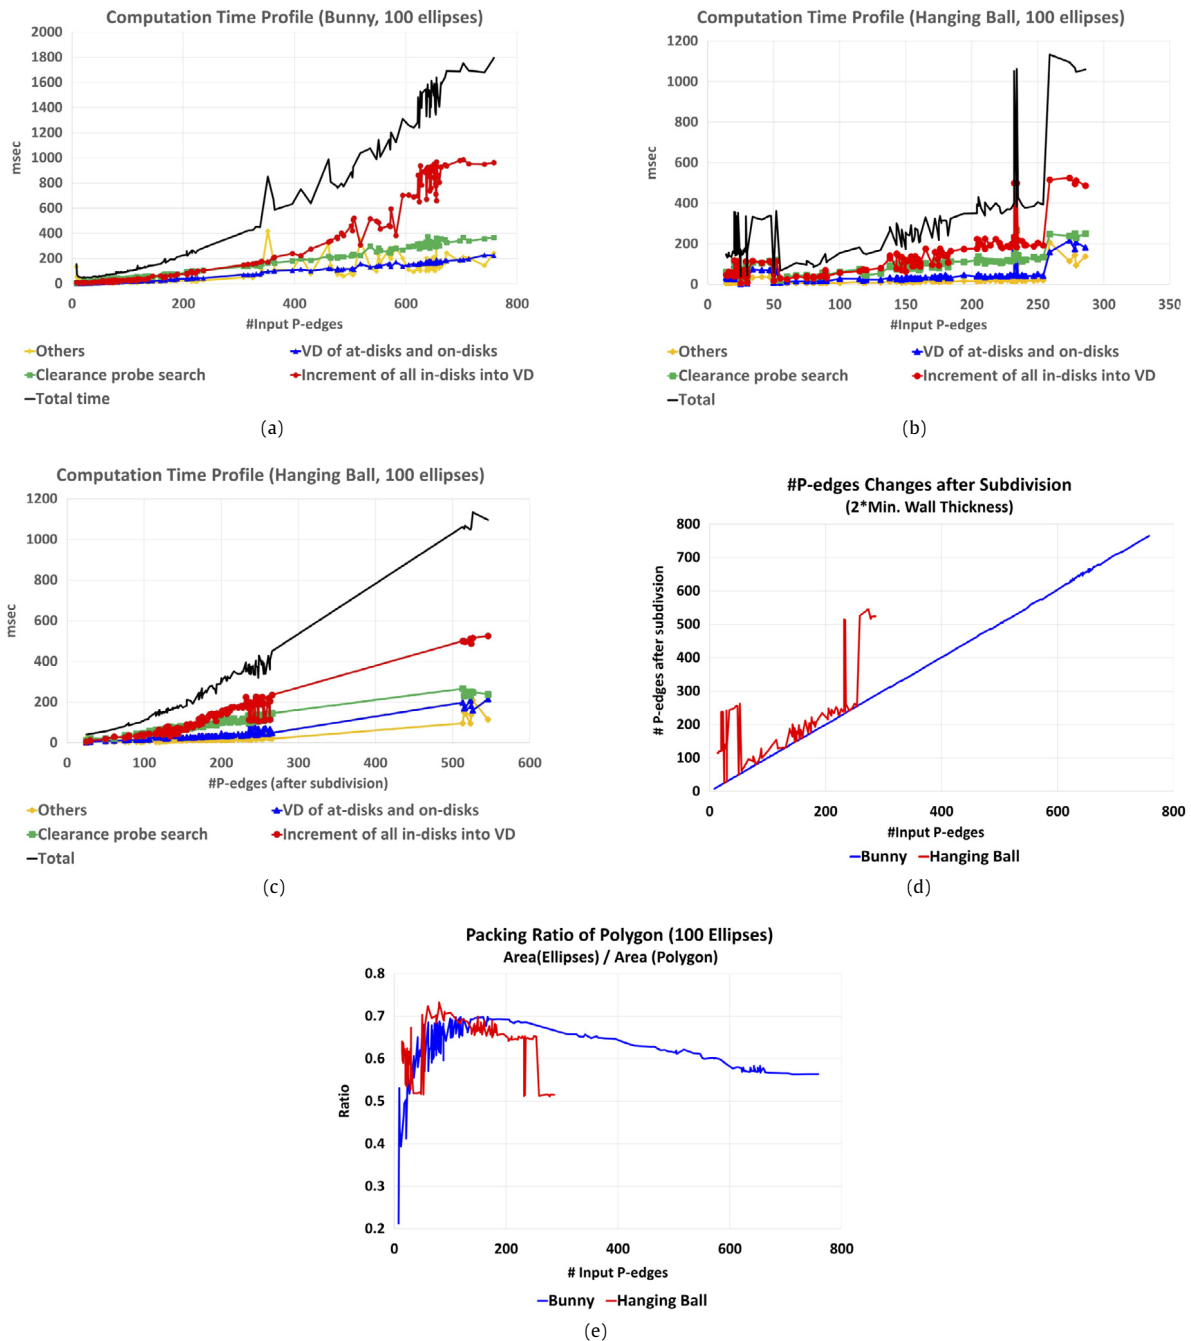 Computation Time Profile (Bunny, 100 ellipses)
2000
1800
1600
1400
1200
1000
800
600
400
200
0
msec
0 200 400 600 800
#Input P-edges
Others
VD of at-disks and on-disks
Clearance probe search
Increment of all in-disks into VD
Total time
(a)
Computation Time Profile (Hanging Ball, 100 ellipses)
1200
1000
800
600
400
200
0
msec
0 50 100 150 200 250 300 350
#Input P-edges
Others
VD of at-disks and on-disks
Clearance probe search
Increment of all in-disks into VD
Total
(b)
Computation Time Profile (Hanging Ball, 100 ellipses)
1200
1000
800
600
400
200
0
msec
0 100 200 300 400 500 600
#P-edges (after subdivision)
Others
VD of at-disks and on-disks
Clearance probe search
Increment of all in-disks into VD
Total
(c)
#P-edges Changes after Subdivision
(2*Min. Wall Thickness)
800
700
600
500
400
300
200
100
0
# P-edges after subdivsion
0 200 400 600 800
#Input P-edges
Bunny Hanging Ball
(d)
Packing Ratio of Polygon (100 Ellipses)
Area(Ellipses) / Area (Polygon)
0.8
0.7
0.6
0.5
0.4
0.3
0.2
Ratio
0 200 400 600 800
# Input P-edges
Bunny Hanging Ball
(e)